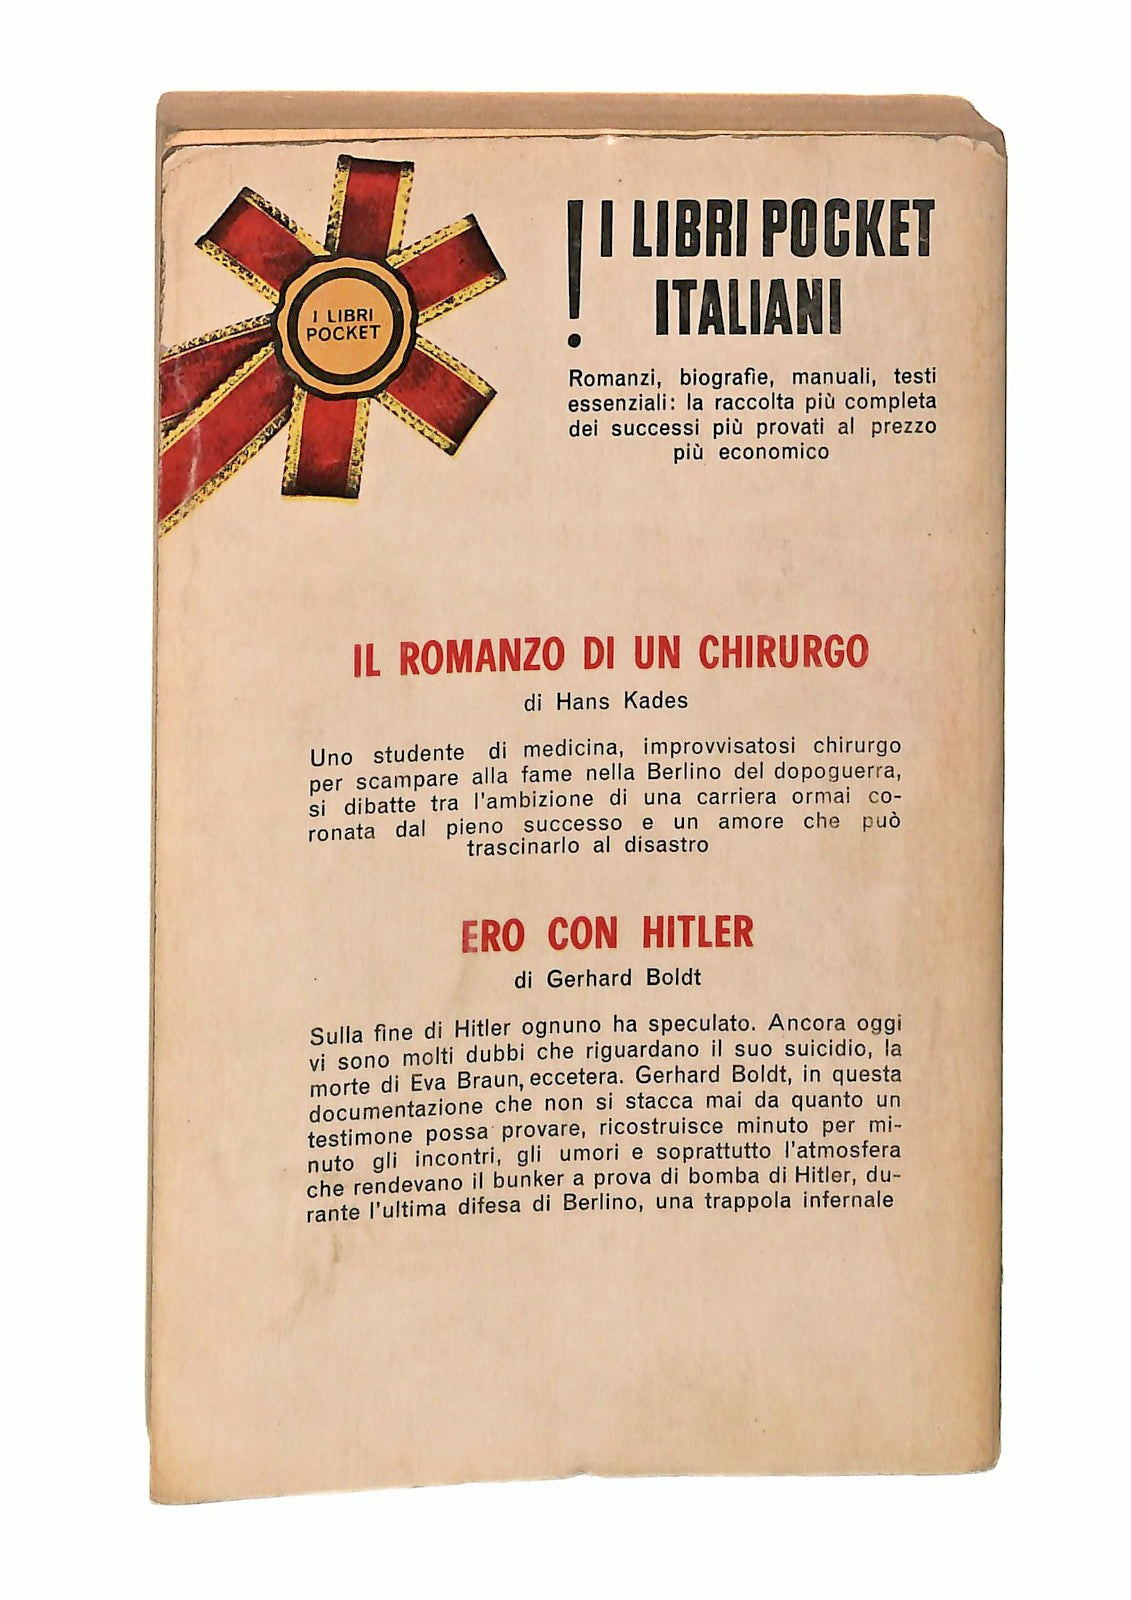 I LIBRI
POCKET
! I LIBRI POCKET
ITALIANI
Romanzi, biografie, manuali, testi
essenziali: la raccolta più completa
dei successi più provati al prezzo
più economico
IL ROMANZO DI UN CHIRURGO
di Hans Kades
Uno studente di medicina, improvvisatosi chirurgo
per scampare alla fame nella Berlino del dopoguerra,
si dibatte tra l'ambizione di una carriera ormai co-
ronata dal pieno successo e un amore che può
trascinarlo al disastro
ERO CON HITLER
di Gerhard Boldt
Sulla fine di Hitler ognuno ha speculato. Ancora oggi
vi sono molti dubbi che riguardano il suo suicidio, la
morte di Eva Braun, eccetera. Gerhard Boldt, in questa
documentazione che non si stacca mai da quanto un
testimone possa provare, ricostruisce minuto per mi-
nuto gli incontri, gli umori e soprattutto l'atmosfera
che rendevano il bunker a prova di bomba di Hitler, du-
rante l'ultima difesa di Berlino, una trappola infernale